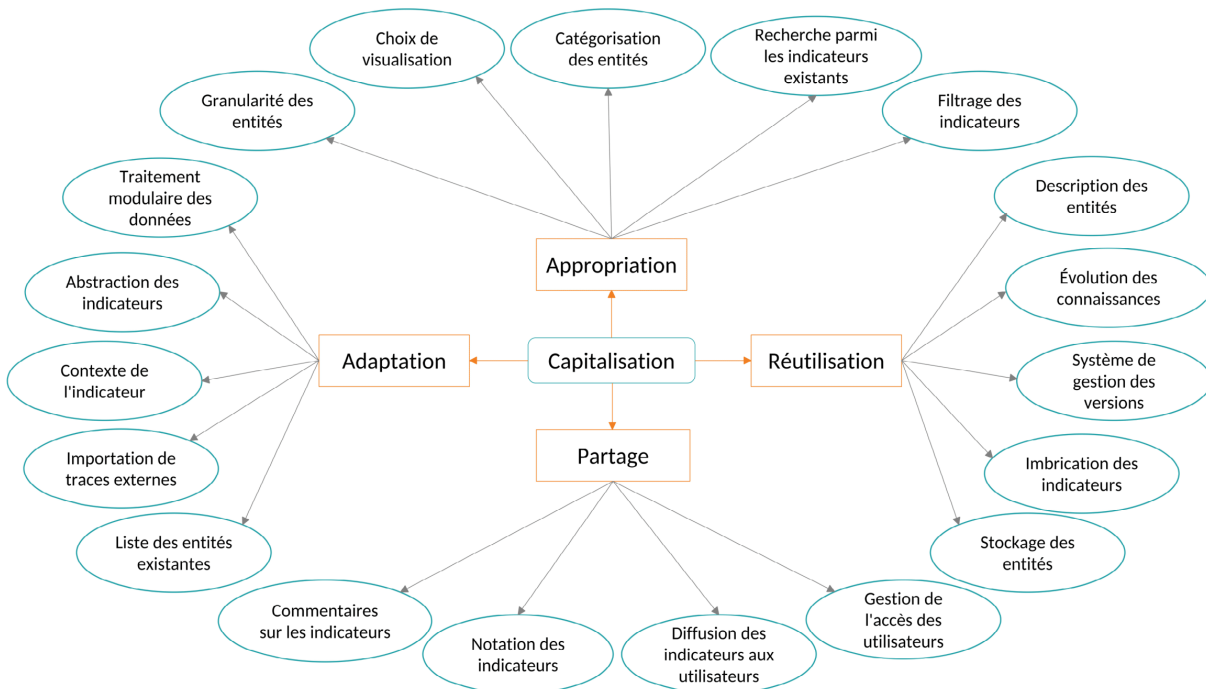 Choix de
visualisation
Catégorisation
des entités
Recherche parmi
les indicateurs
existants
Granularité des
entités
Filtrage des
indicateurs
Traitement
modulaire des
données
Description des
entités
Appropriation
Abstraction des
indicateurs
Évolution des
connaissances
Adaptation
Capitalisation
Réutilisation
Contexte de
l'indicateur
Système de
gestion des
versions
Partage
Importation de
traces externes
Imbrication des
indicateurs
Liste des entités
existantes
Stockage des
entités
Commentaires
sur les indicateurs
Notation des
indicateurs
Diffusion des
indicateurs aux
utilisateurs
Gestion de
l'accès des
utilisateurs